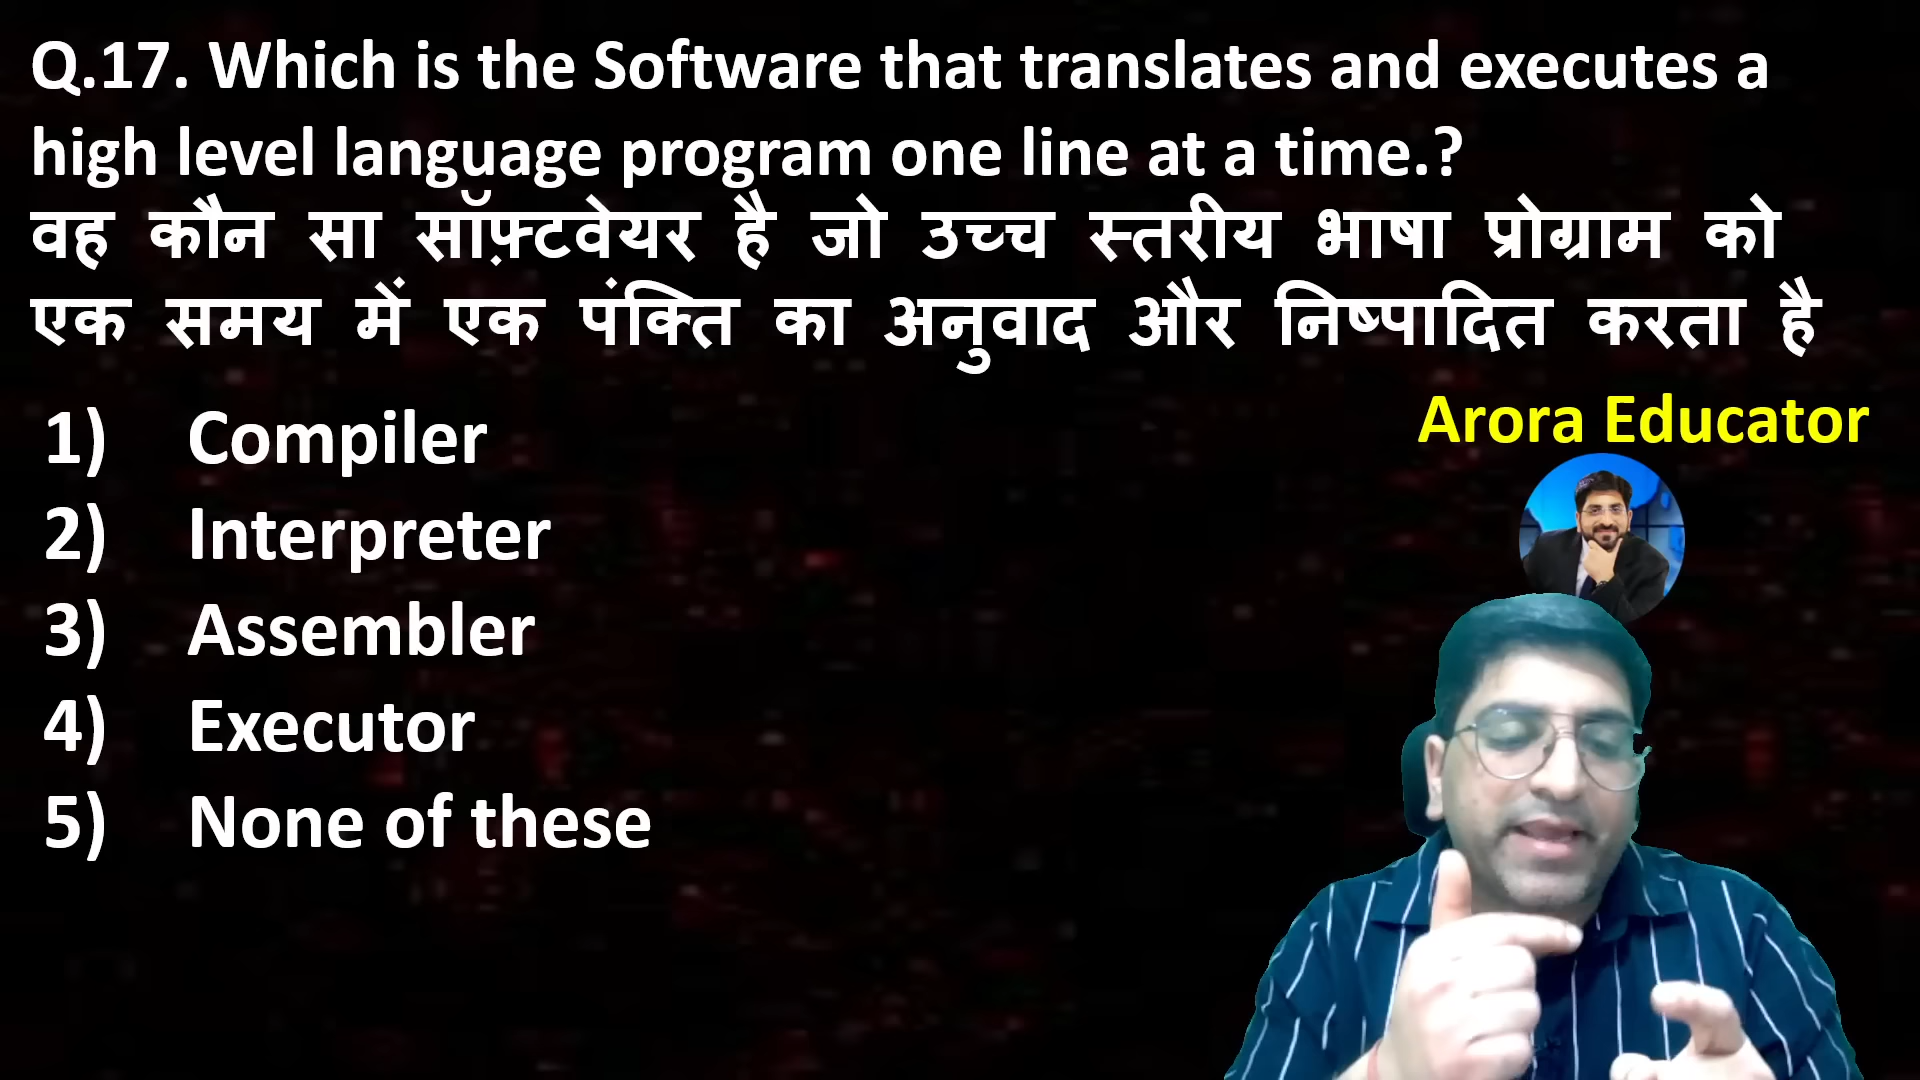 Q.17. Which is the Software that translates and executes a
high level language program one line at a time.?
वह कौन सा सॉफ़्टवेयर है जो उच्च स्तरीय भाषा प्रोग्राम को
एक समय में एक पंक्ति का अनुवाद और निष्पादित करता है
Arora Educator
1) Compiler
2) Interpreter
3) Assembler
4) Executor
5) None of these